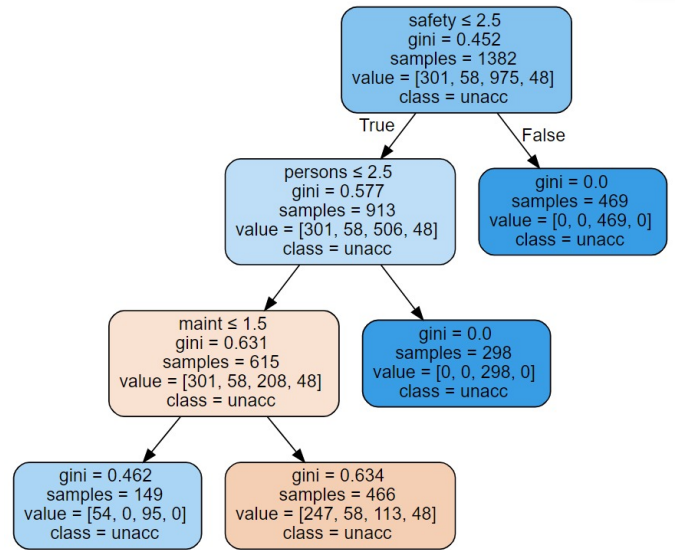 safety ≤ 2.5
gini = 0.452
samples = 1382
value = [301, 58, 975, 48]
class = unacc
True
False
persons ≤ 2.5
gini = 0.577
samples = 913
value = [301, 58, 506, 48]
class = unacc
gini = 0.0
samples = 469
value = [0, 0, 469, 0]
class = unacc
maint ≤ 1.5
gini = 0.631
samples = 615
value = [301, 58, 208, 48]
class = unacc
gini = 0.0
samples = 298
value = [0, 0, 298, 0]
class = unacc
gini = 0.462
samples = 149
value = [54, 0, 95, 0]
class = unacc
gini = 0.634
samples = 466
value = [247, 58, 113, 48]
class = unacc